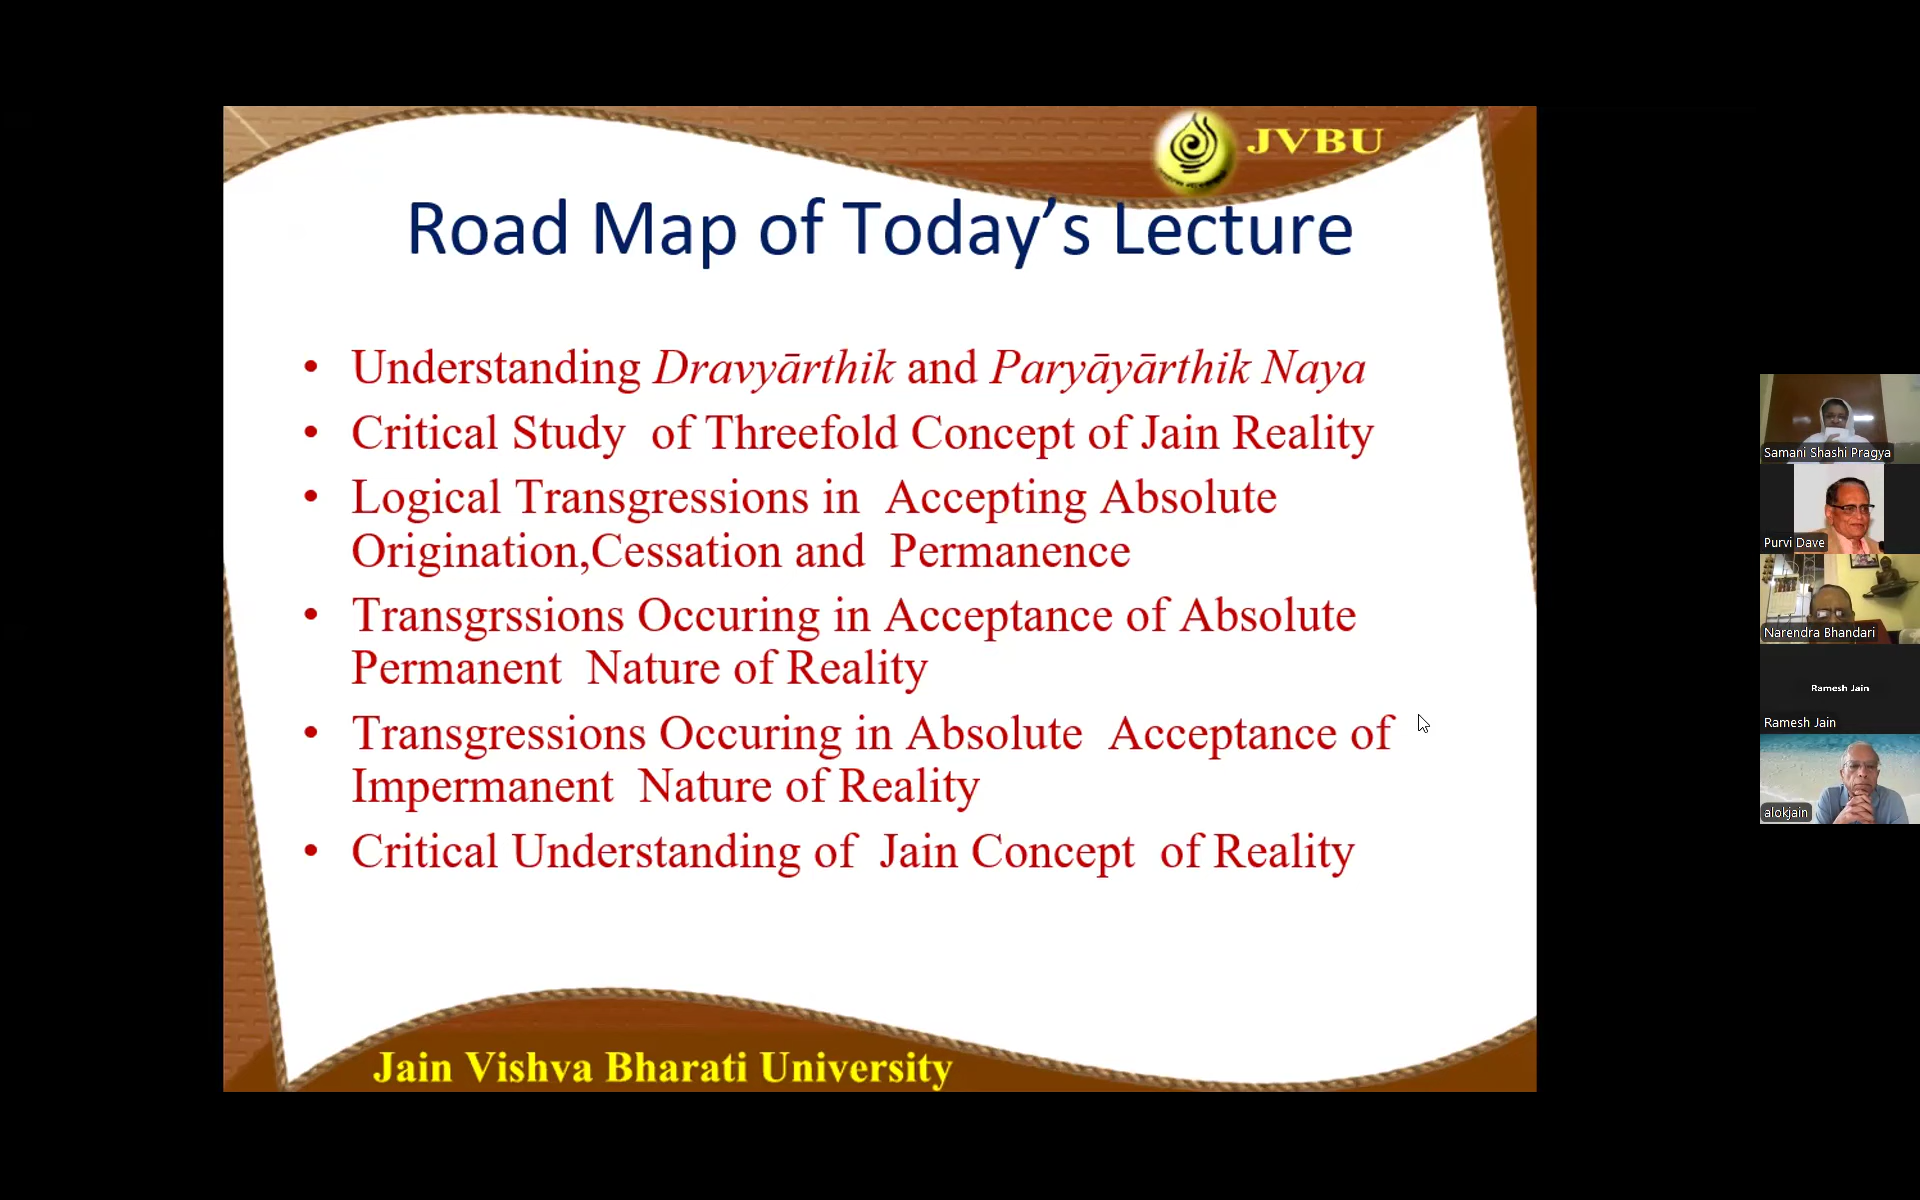 JVBU
Road Map of Today’s Lecture
• Understanding Dravyārthik and Paryāyārthik Naya
• Critical Study of Threefold Concept of Jain Reality
• Logical Transgressions in Accepting Absolute
Origination,Cessation and Permanence
• Transgrssions Occuring in Acceptance of Absolute
Permanent Nature of Reality
• Transgressions Occuring in Absolute Acceptance of
Impermanent Nature of Reality
• Critical Understanding of Jain Concept of Reality
Jain Vishva Bharati University
Samani Shashi Pragya
Purvi Dave
Narendra Bhandari
Ramesh Jain
Ramesh Jain
alokjain